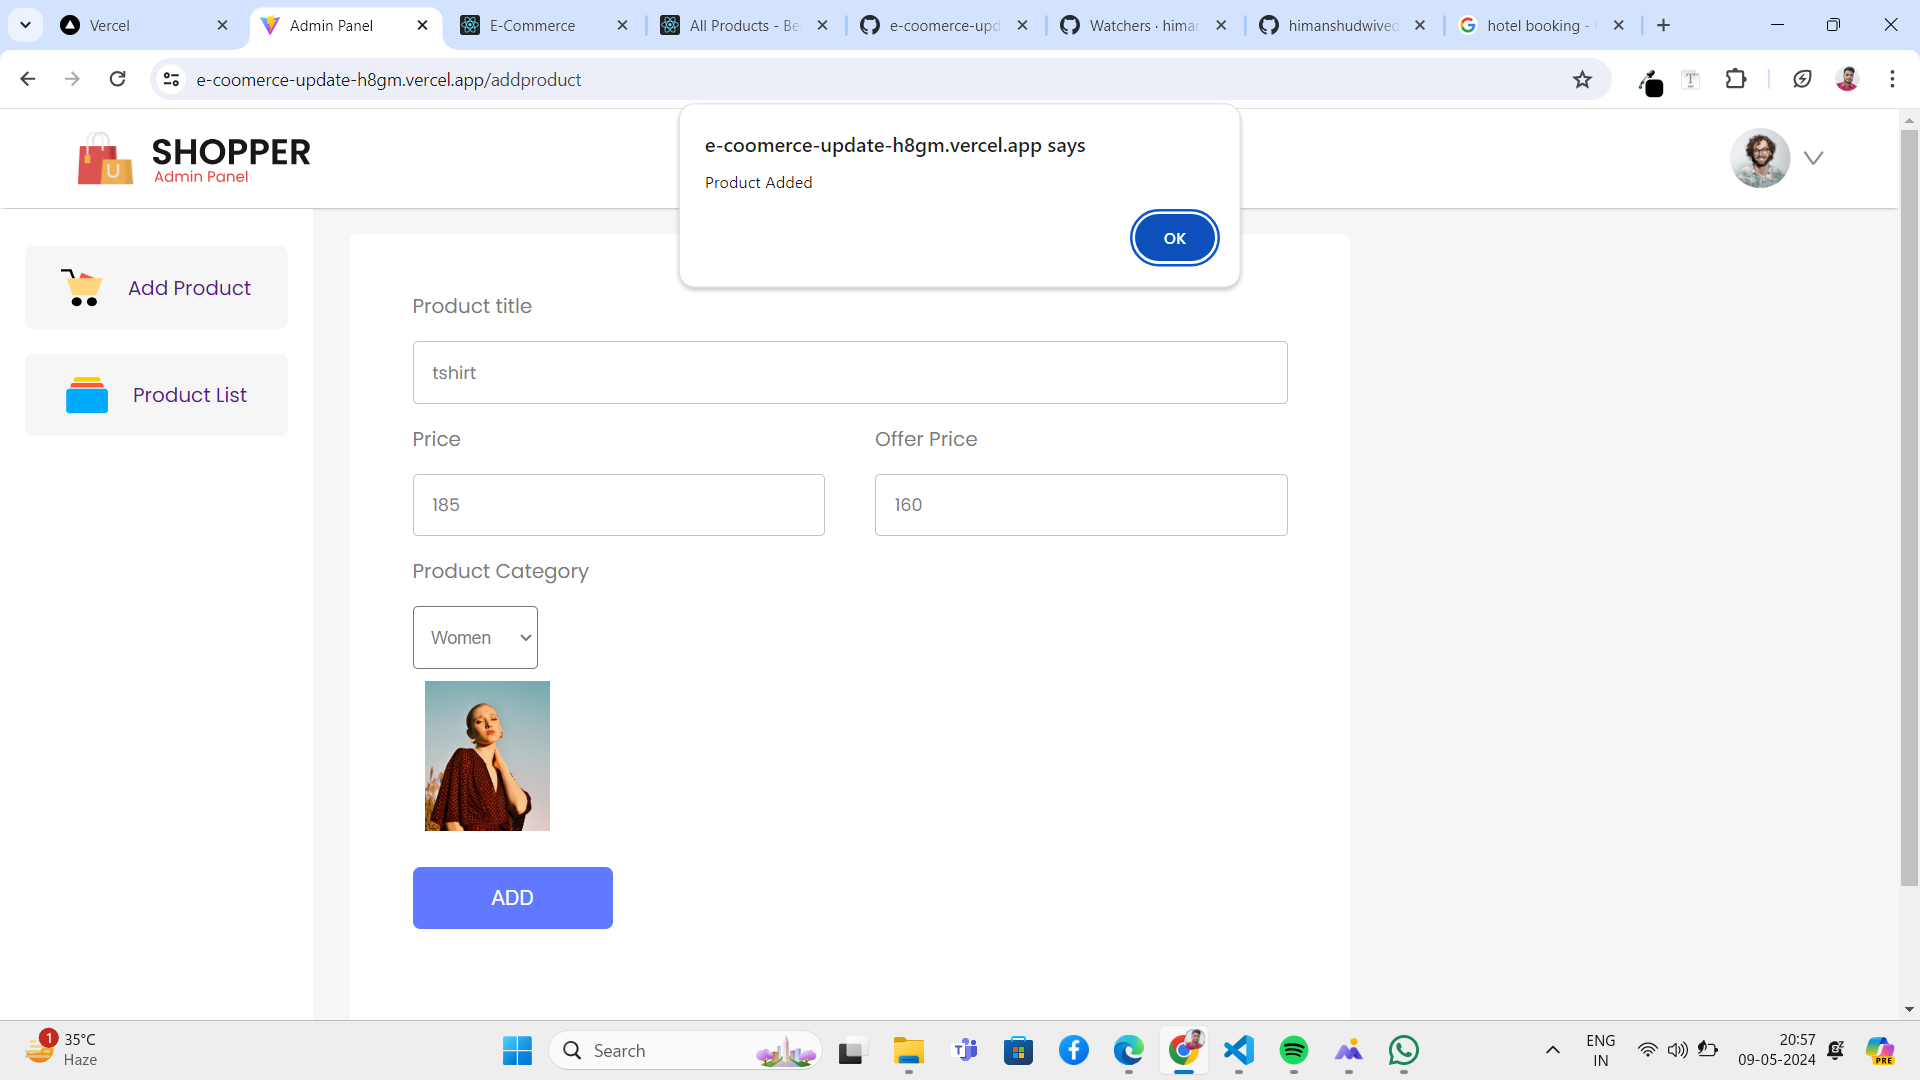 Vercel
Admin Panel
E-Commerce
All Products - Be
e-coomerce-upd
Watchers · himan
himanshudwived
hotel booking -
e-coomerce-update-h8gm.vercel.app/addproduct
SHOPPER
Admin Panel
e-coomerce-update-h8gm.vercel.app says
Product Added
OK
Add Product
Product List
Product title
tshirt
Price
Offer Price
185
160
Product Category
Women
ADD
1
35°C
Haze
Search
ENG
IN
20:57
09-05-2024
PRE